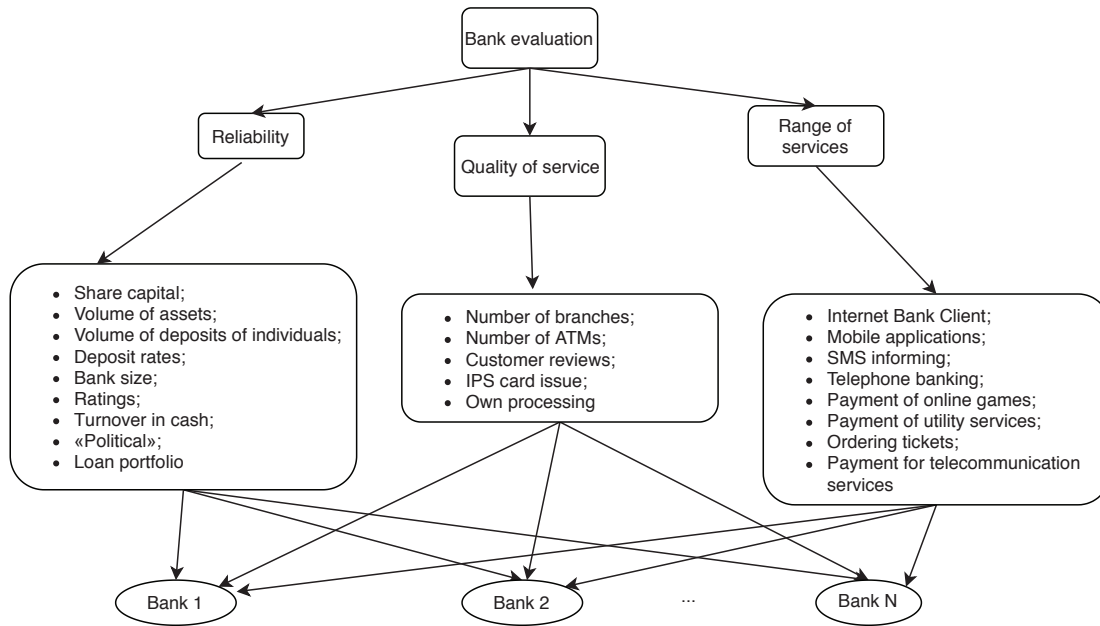 Bank evaluation
Reliability
Quality of service
Range of
services
• Share capital;
• Volume of assets;
• Volume of deposits of individuals;
• Deposit rates;
• Bank size;
• Ratings;
• Turnover in cash;
• «Political»;
• Loan portfolio
• Number of branches;
• Number of ATMs;
• Customer reviews;
• IPS card issue;
• Own processing
• Internet Bank Client;
• Mobile applications;
• SMS informing;
• Telephone banking;
• Payment of online games;
• Payment of utility services;
• Ordering tickets;
• Payment for telecommunication
services
Bank 1
Bank 2
...
Bank N